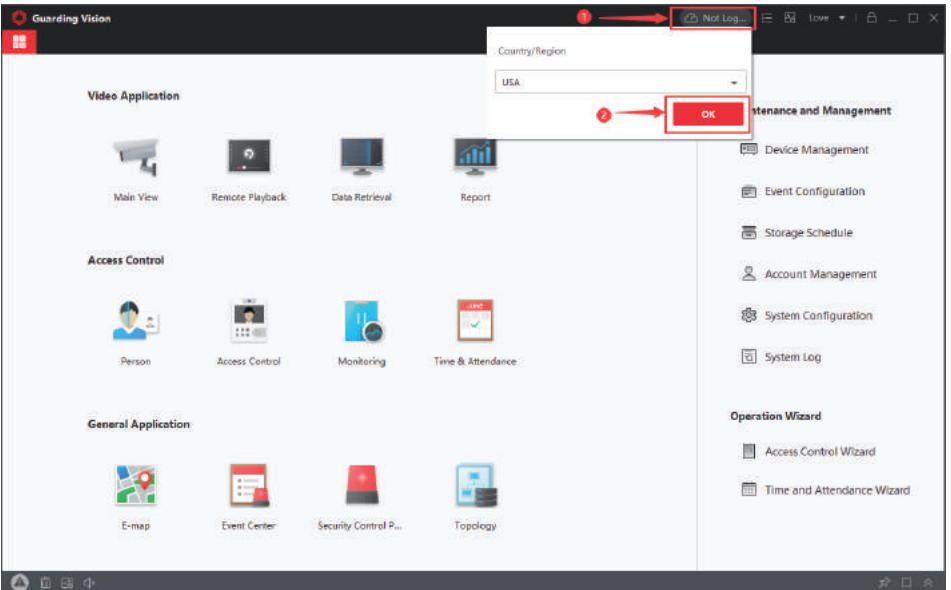 Guarding Vision
1
Not Log...
Love
Country/Region
USA
2
OK
Video Application
Main View
Remote Playback
Data Retrieval
Report
Access Control
Person
Access Control
Monitoring
Time & Attendance
General Application
E-map
Event Center
Security Control P...
Topology
tenance and Management
Device Management
Event Configuration
Storage Schedule
Account Management
System Configuration
System Log
Operation Wizard
Access Control Wizard
Time and Attendance Wizard